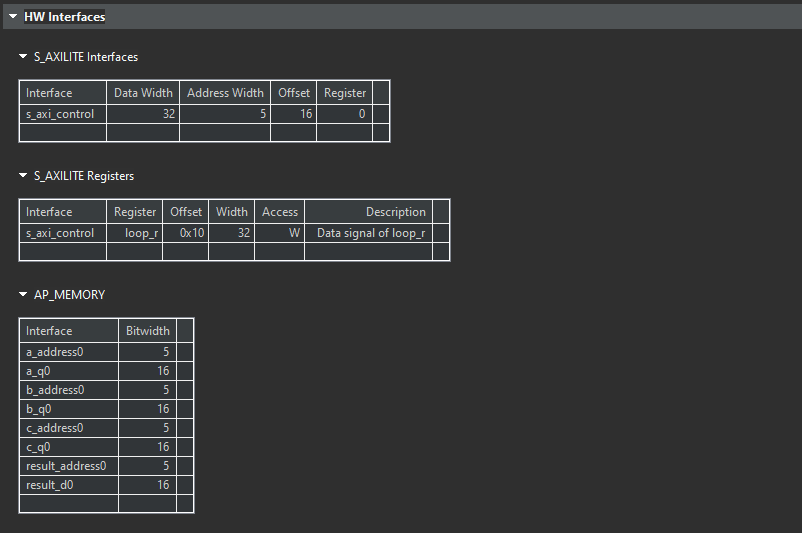 HW Interfaces
S_AXILITE Interfaces
Interface Data Width Address Width Offset Register
s_axi_control 32 5 16 0
S_AXILITE Registers
Interface Register Offset Width Access Description
s_axi_control loop_r 0x10 32 W Data signal of loop_r
AP_MEMORY
Interface Bitwidth
a_address0 5
a_q0 16
b_address0 5
b_q0 16
c_address0 5
c_q0 16
result_address0 5
result_d0 16